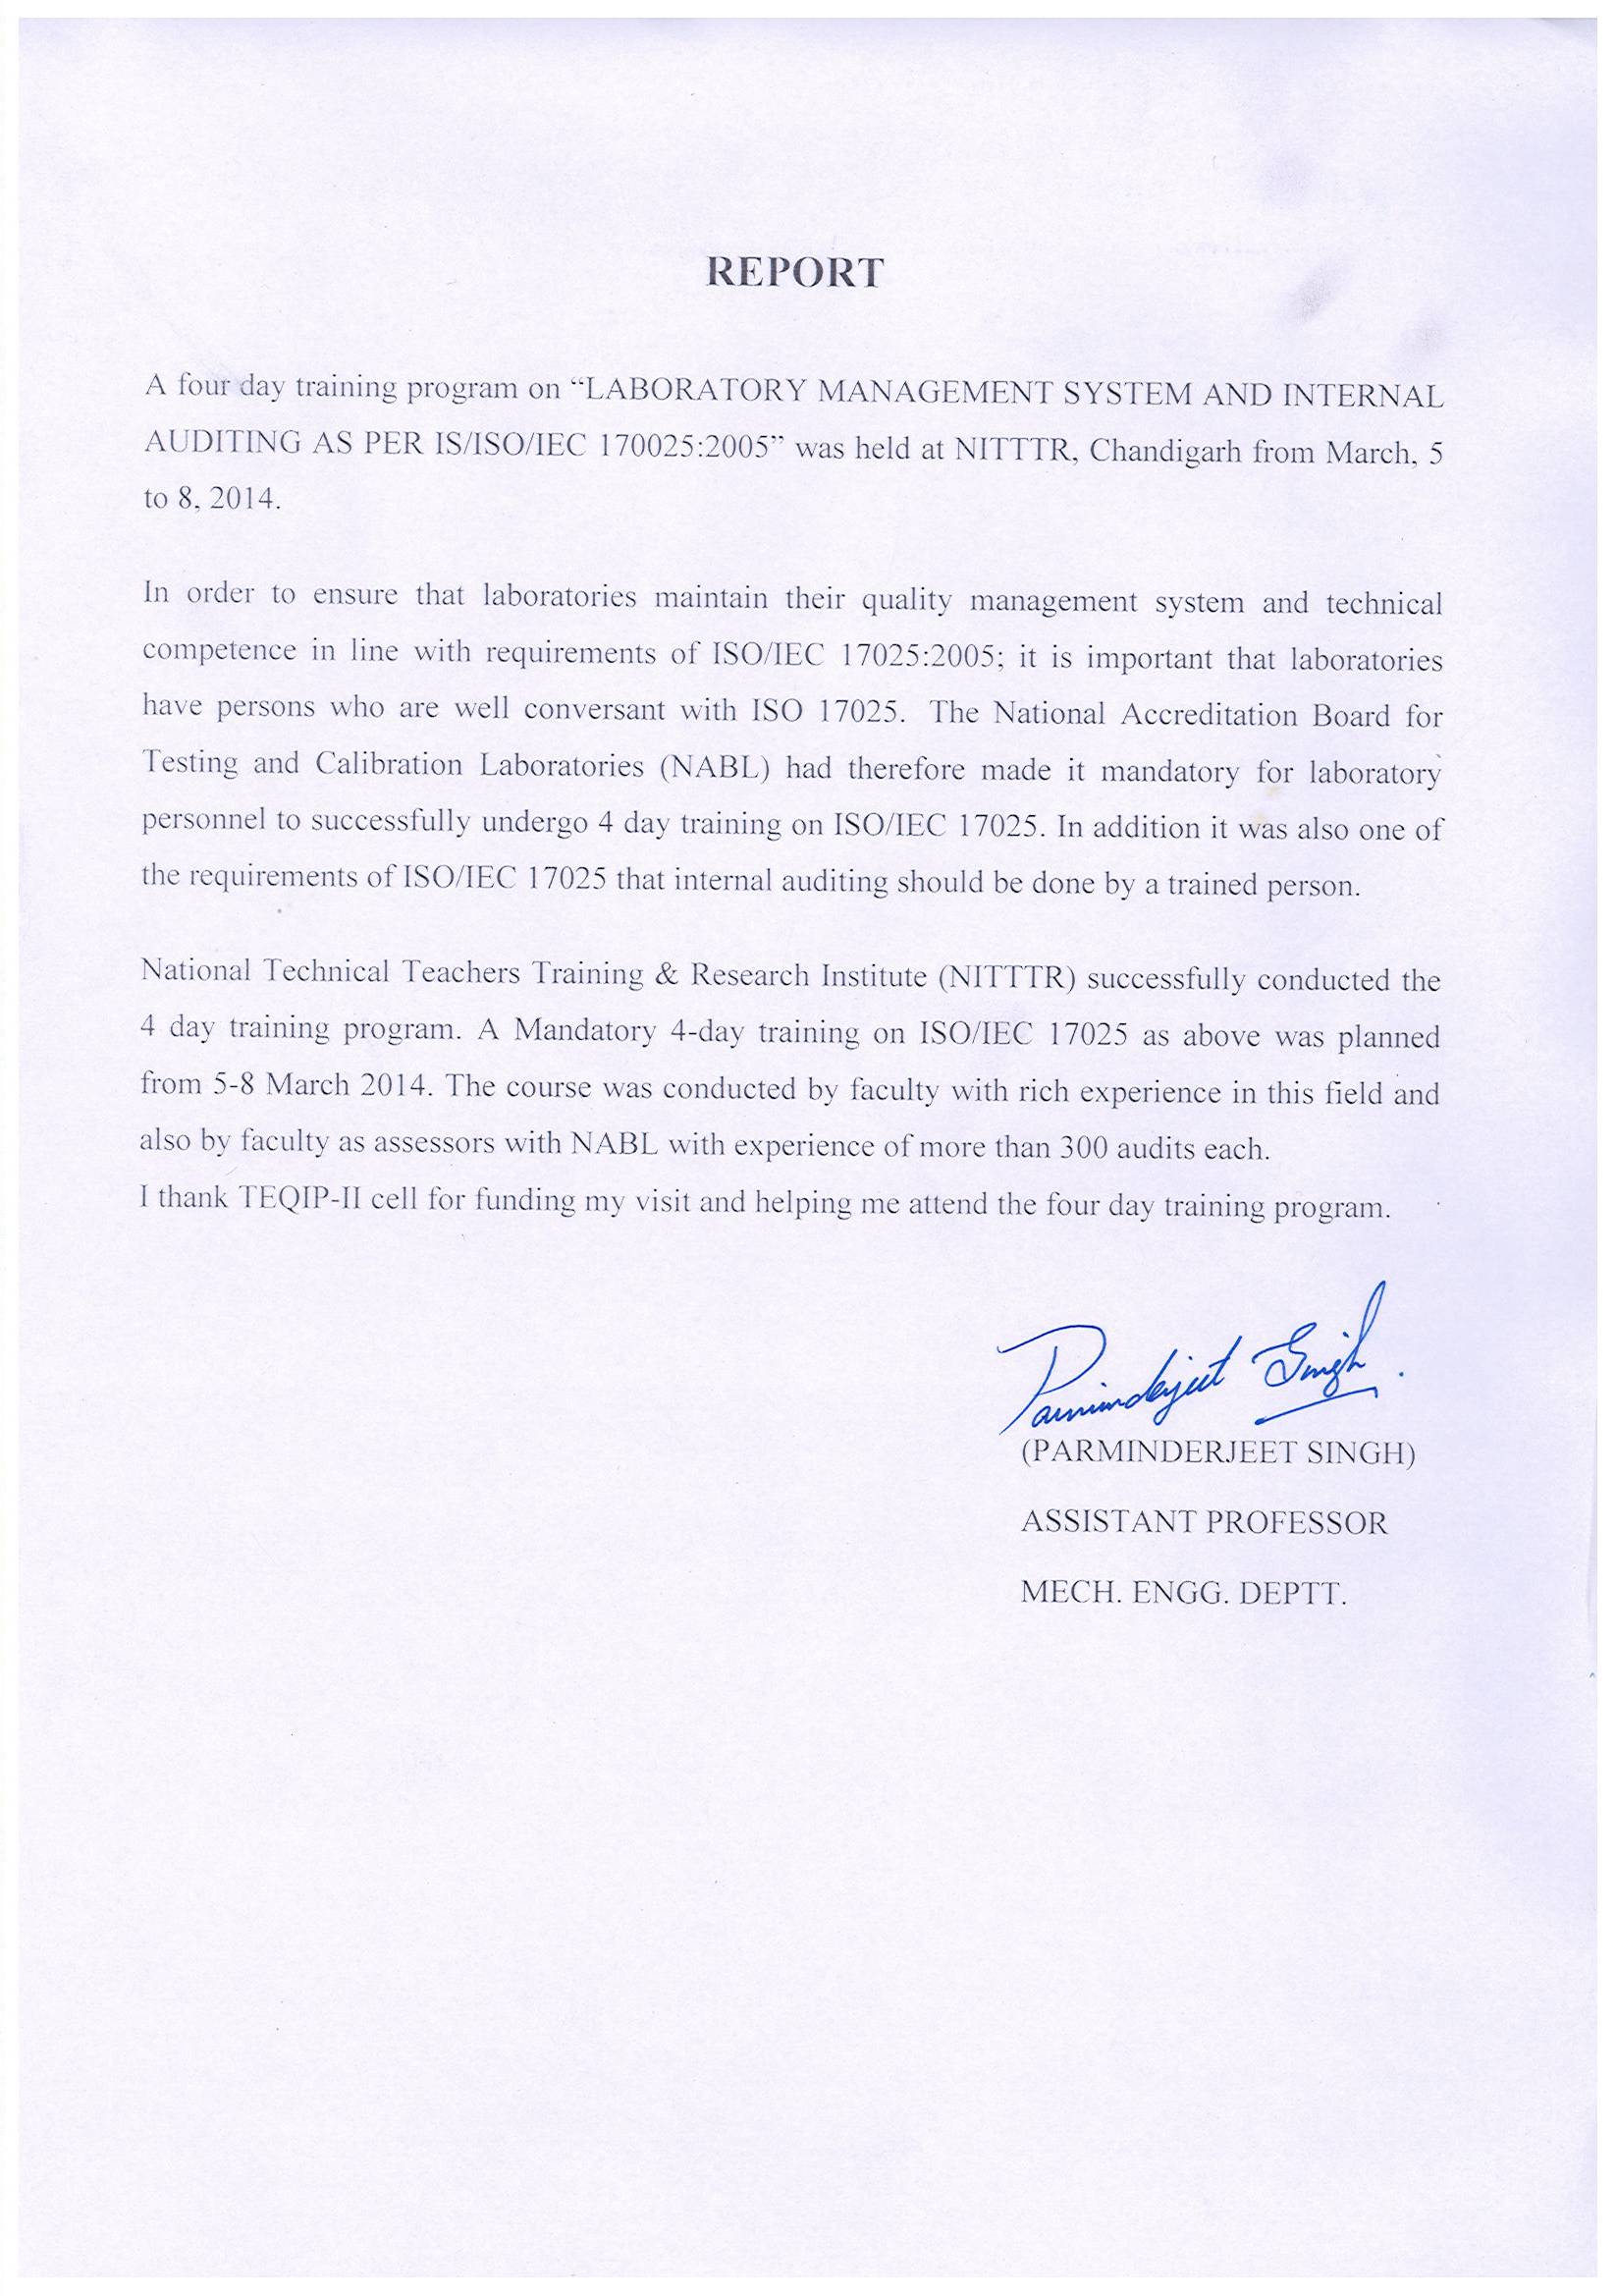 REPORT
A four day training program on “LABORATORY MANAGEMENT SYSTEM AND INTERNAL
AUDITING AS PER IS/ISO/IEC 170025:2005” was held at NITTTR, Chandigarh from March, 5
to 8, 2014.
In order to ensure that laboratories maintain their quality management system and technical
competence in line with requirements of ISO/IEC 17025:2005; it is important that laboratories
have persons who are well conversant with ISO 17025. The National Accreditation Board for
Testing and Calibration Laboratories (NABL) had therefore made it mandatory for laboratory
personnel to successfully undergo 4 day training on ISO/IEC 17025. In addition it was also one of
the requirements of ISO/IEC 17025 that internal auditing should be done by a trained person.
National Technical Teachers Training & Research Institute (NITTTR) successfully conducted the
4 day training program. A Mandatory 4-day training on ISO/IEC 17025 as above was planned
from 5-8 March 2014. The course was conducted by faculty with rich experience in this field and
also by faculty as assessors with NABL with experience of more than 300 audits each.
I thank TEQIP-II cell for funding my visit and helping me attend the four day training program.
Parminderjeet Singh.
(PARMINDERJEET SINGH)
ASSISTANT PROFESSOR
MECH. ENGG. DEPTT.